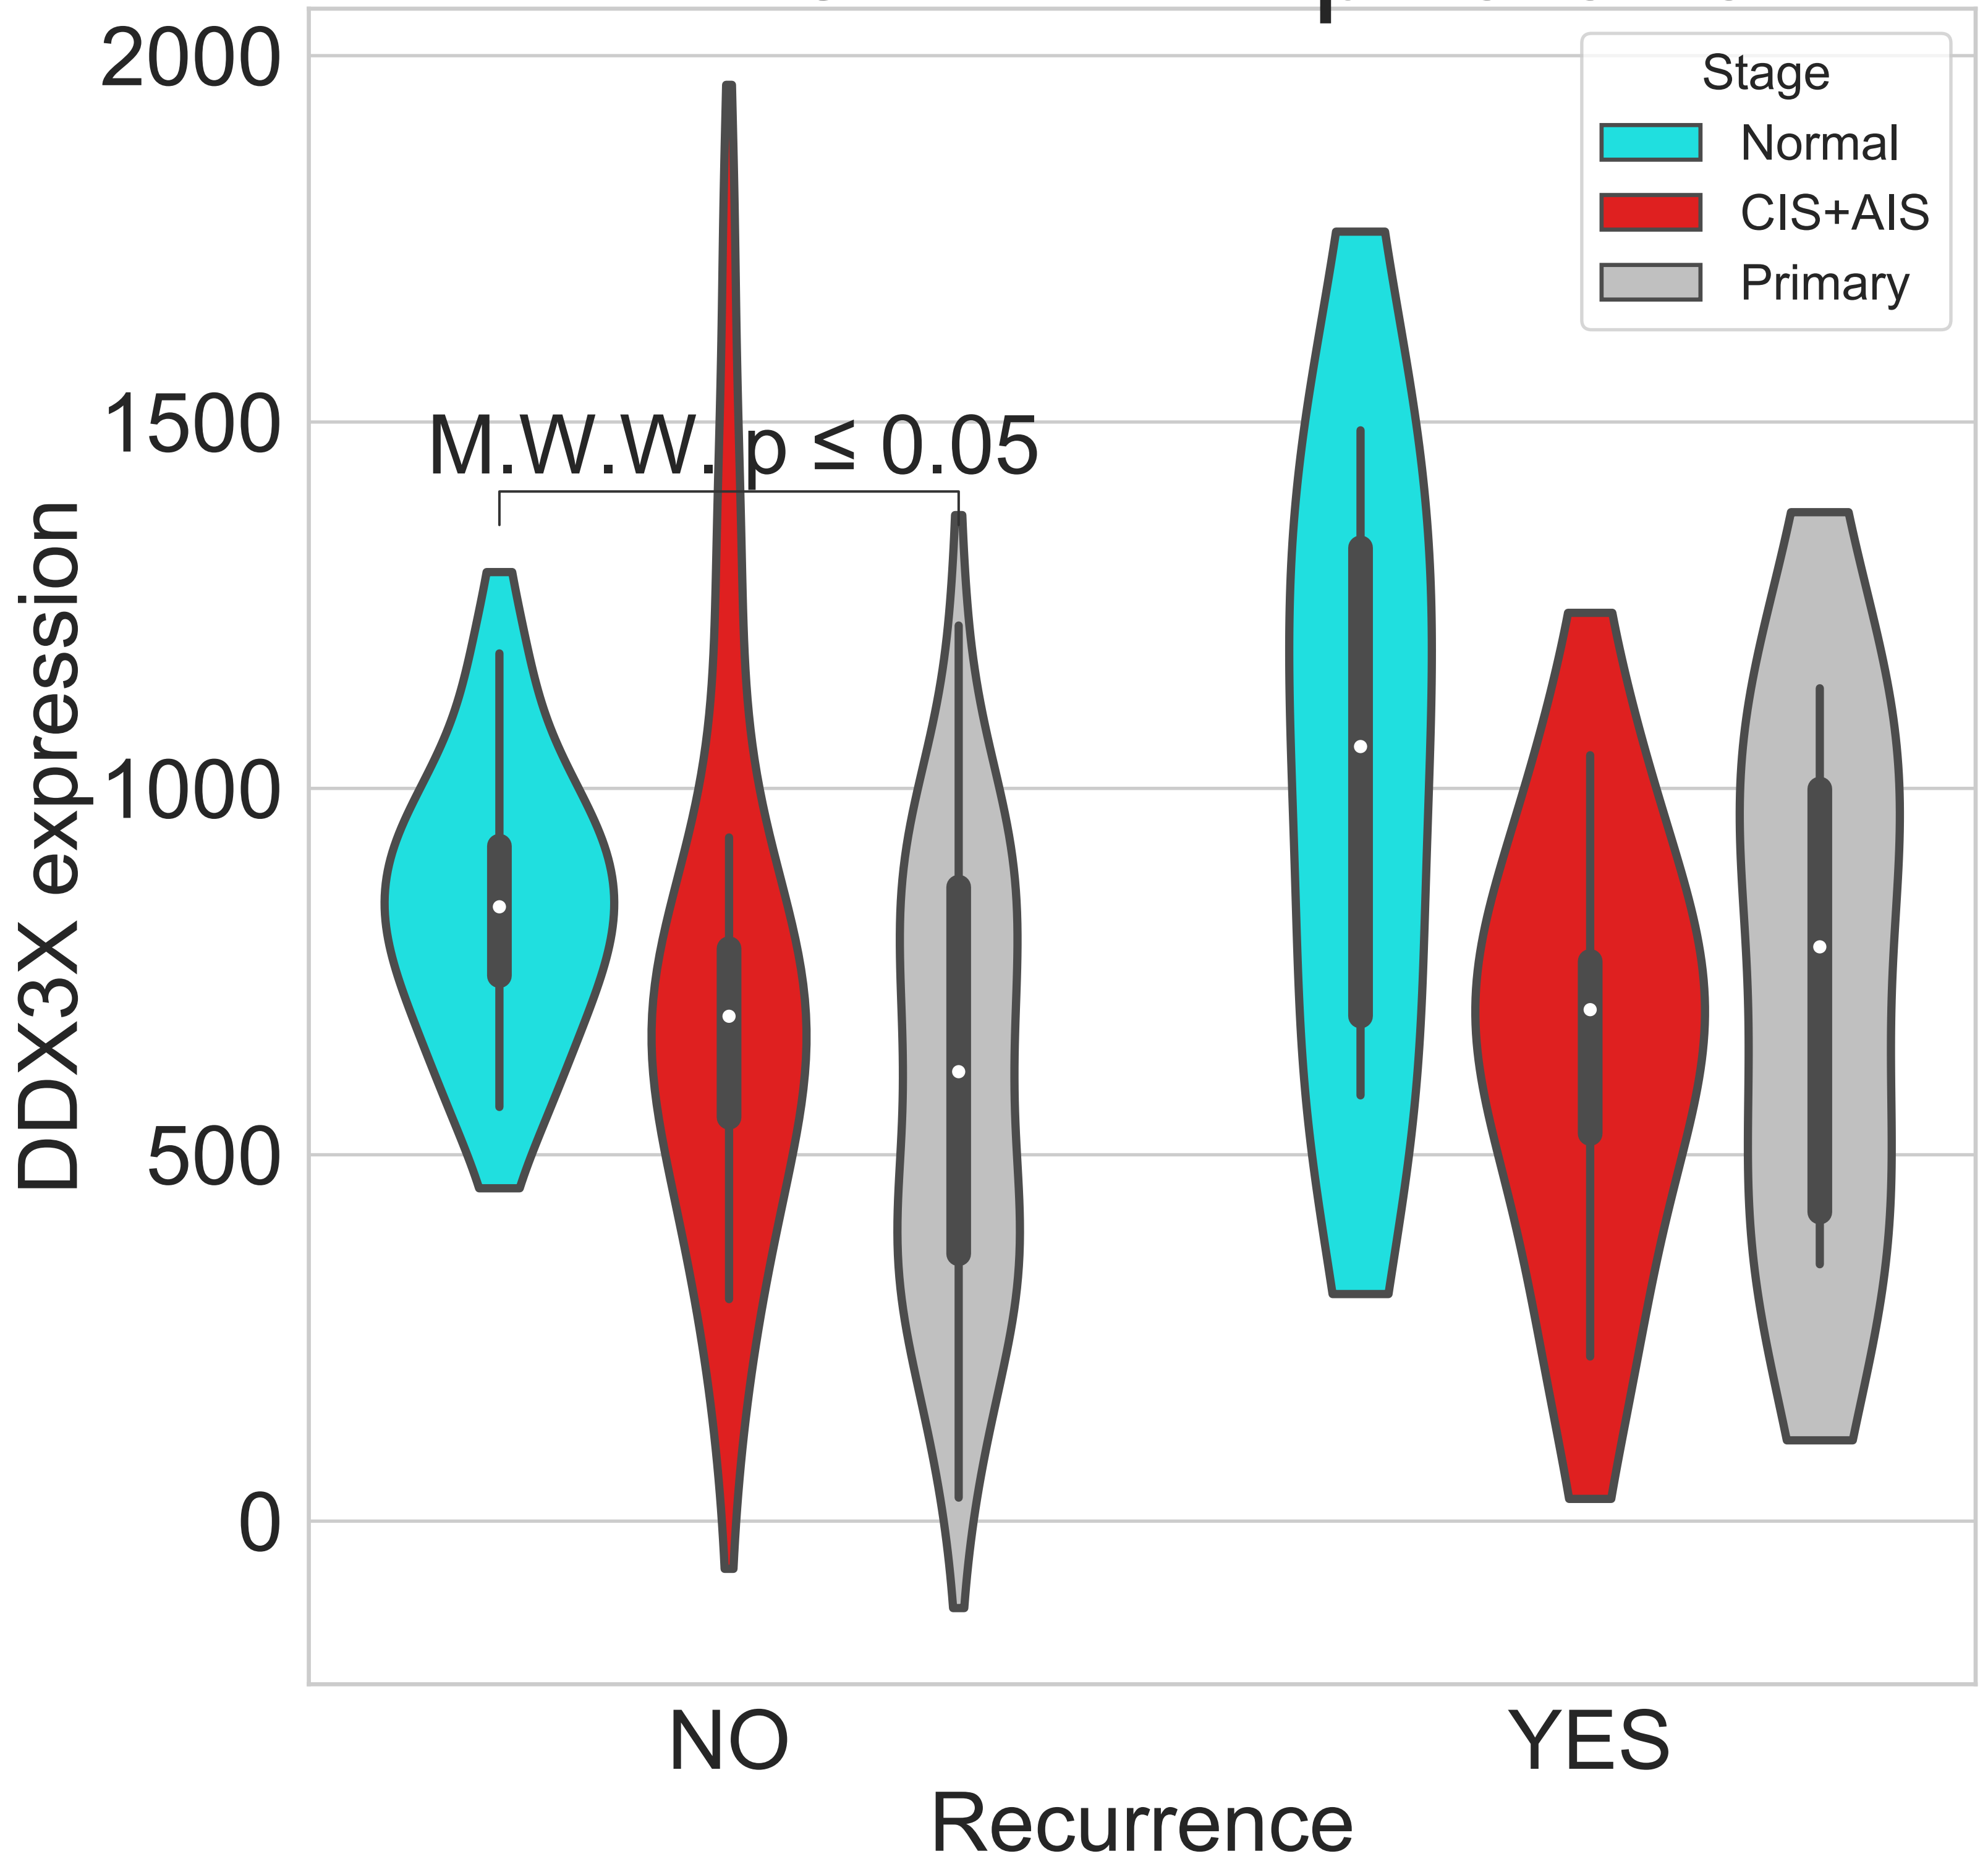 2000
1500
1000
500
0
DDX3X expression
M.W.W. p ≤ 0.05
Stage
Normal
CIS+AIS
Primary
NO
YES
Recurrence